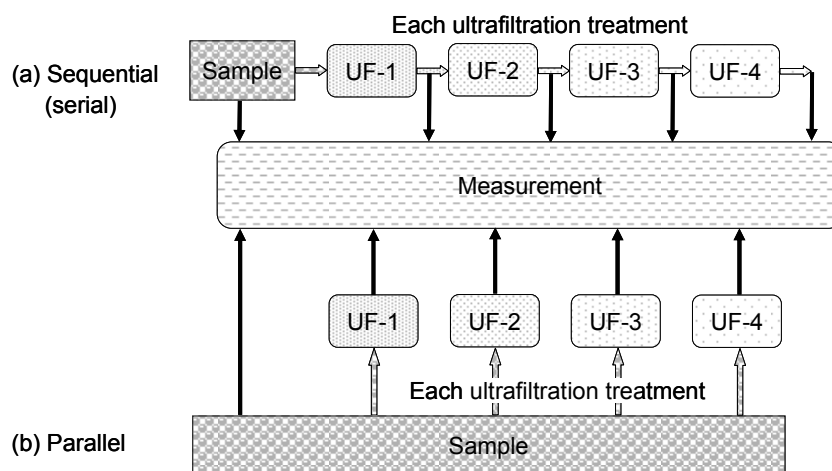 Each ultrafiltration treatment
(a) Sequential
(serial)
Sample
UF-1
UF-2
UF-3
UF-4
Measurement
UF-1
UF-2
UF-3
UF-4
Each ultrafiltration treatment
(b) Parallel
Sample